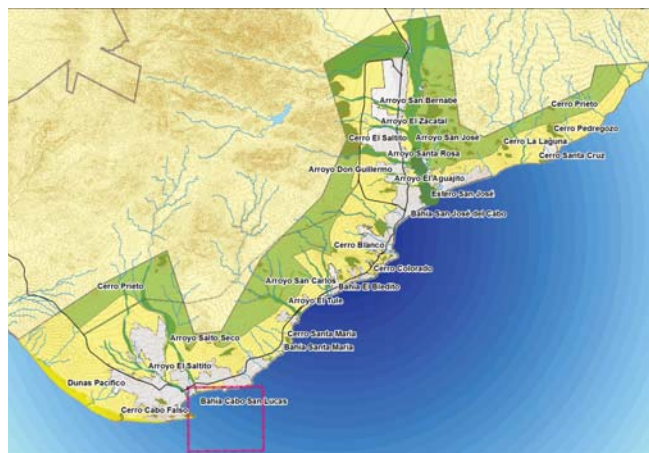 Arroyo San Bernabe
Cerro Prieto
Arroyo El Zacatal
Cerro Pedregozo
Cerro El Saltito
Arroyo San José
Cerro La Laguna
Arroyo Santa Rosa
Cerro Santa Cruz
Arroyo Don Guillermo
Arroyo El Aguajito
Estero San José
Bahía San José del Cabo
Cerro Blanco
Cerro Colorado
Cerro Prieto
Arroyo San Carlos
Bahía El Bledito
Arroyo El Tule
Cerro Santa María
Arroyo Salto Seco
Bahía Santa María
Arroyo El Saltito
Dunas Pacífico
Bahía Cabo San Lucas
Cerro Cabo Falso